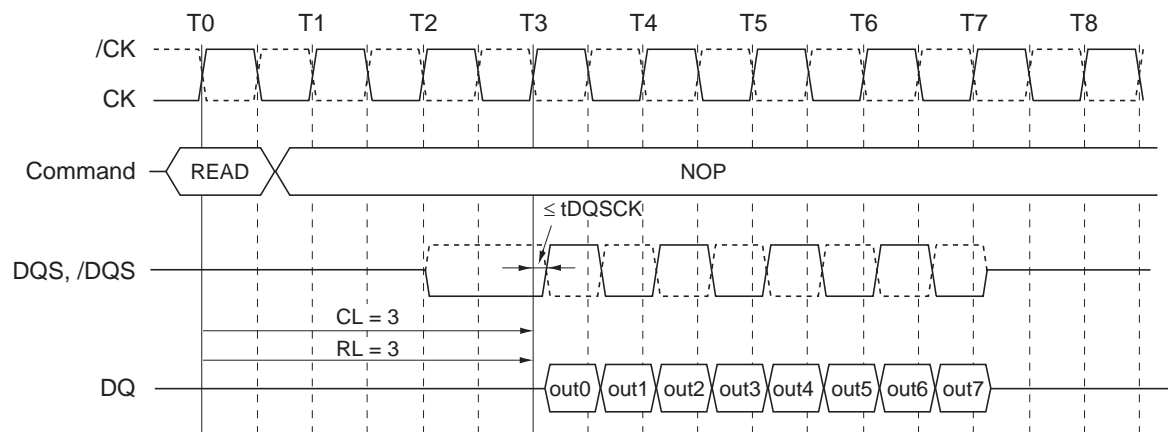 T0 T1 T2 T3 T4 T5 T6 T7 T8
/CK
CK
Command READ NOP
≤ tDQSCK
DQS, /DQS
CL = 3
RL = 3
DQ out0 out1 out2 out3 out4 out5 out6 out7